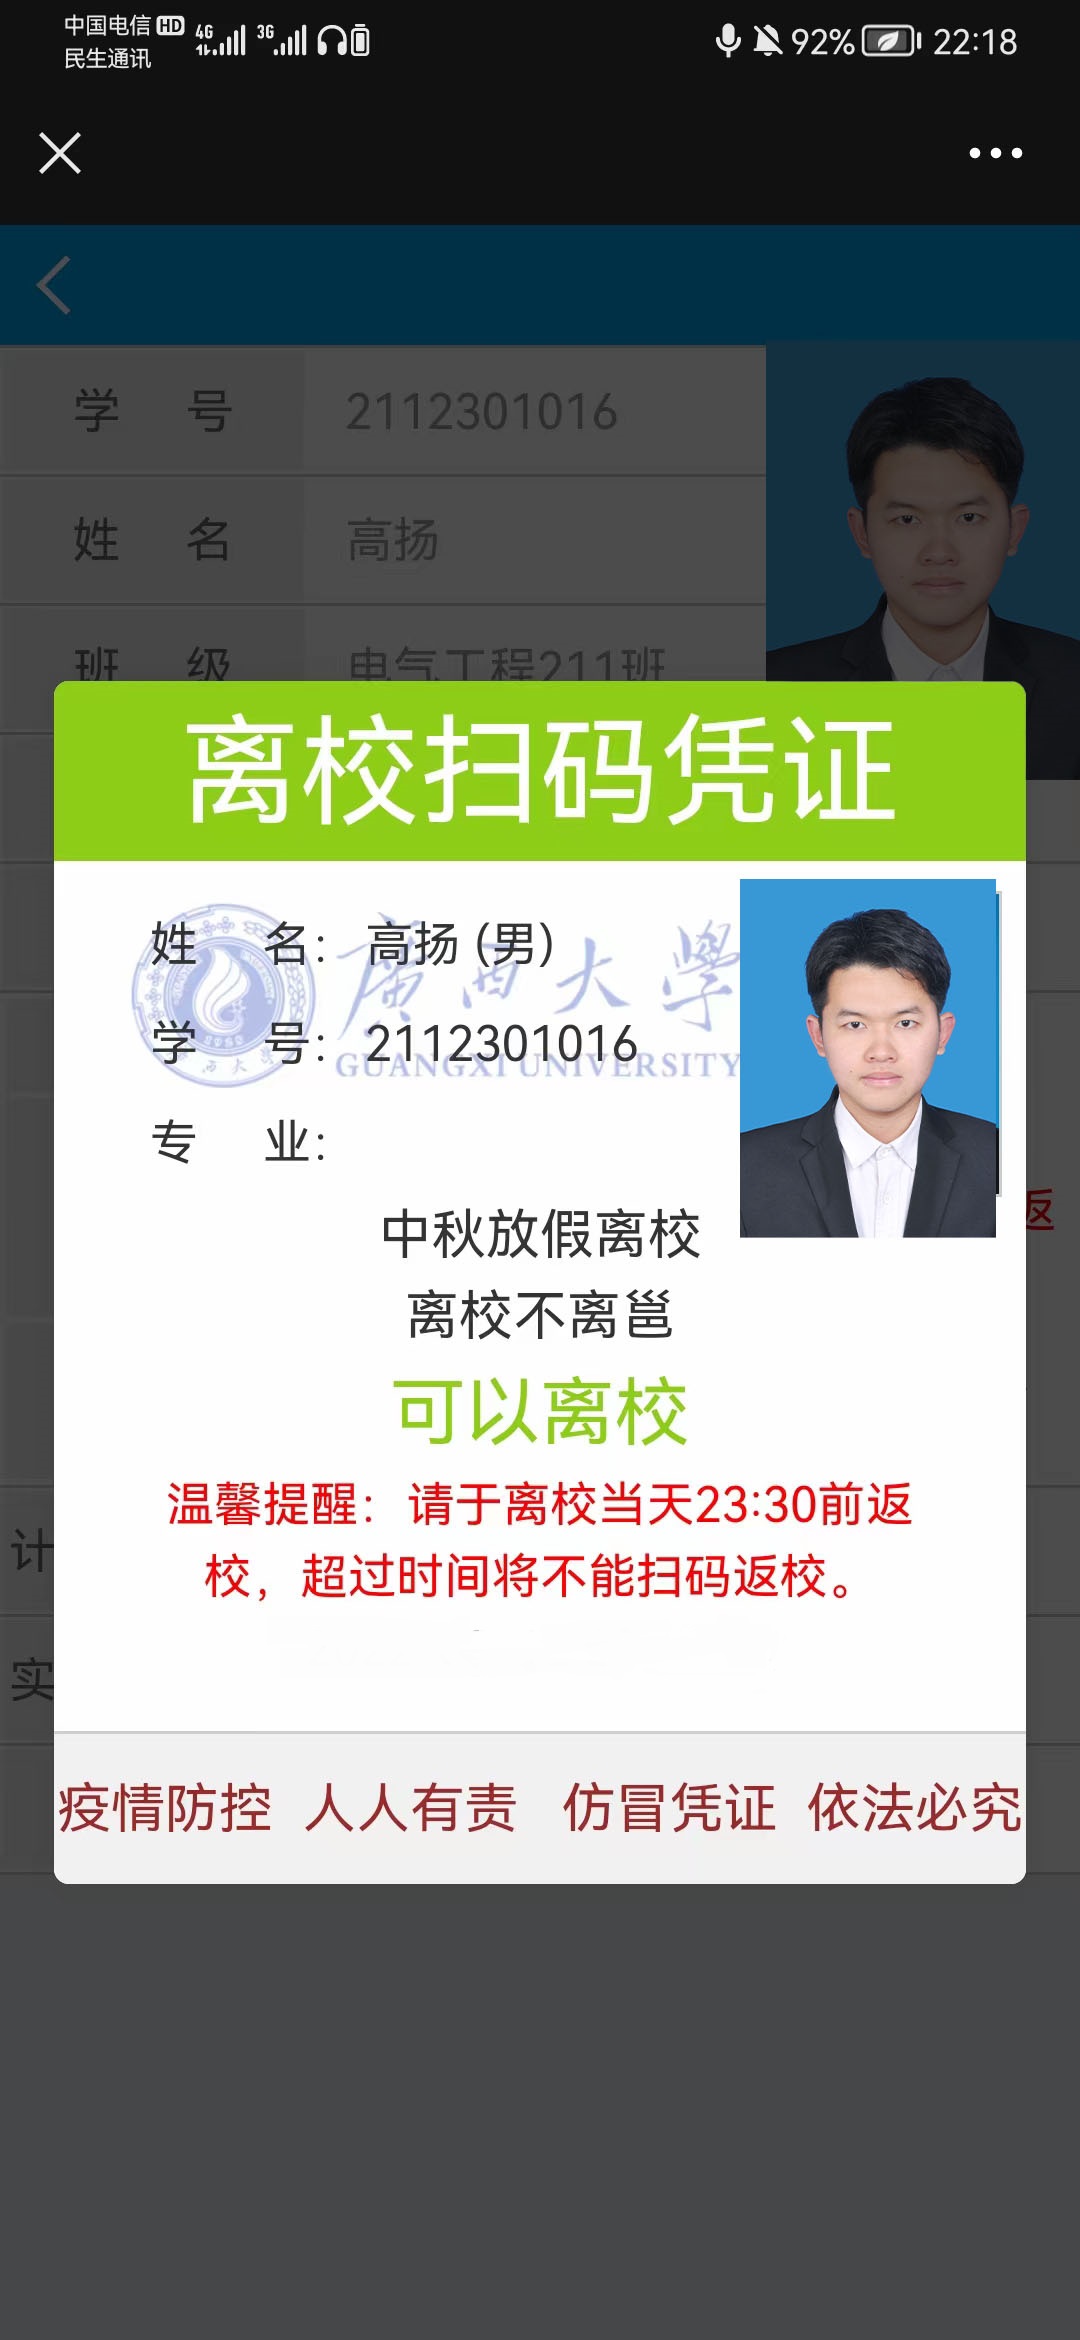 中国电信 HD 4G 3G 92% 22:18
民生通讯
学 号 2112301016
姓 名 高扬
班 级 电气工程211班
离校扫码凭证
姓 名: 高扬 (男)
廣西大學
学 号: 2112301016
GUANGXI UNIVERSITY
1928
西大
专 业:
中秋放假离校
返
离校不离邕
可以离校
温馨提醒: 请于离校当天23:30前返
校, 超过时间将不能扫码返校。
计
实
疫情防控 人人有责 仿冒凭证 依法必究